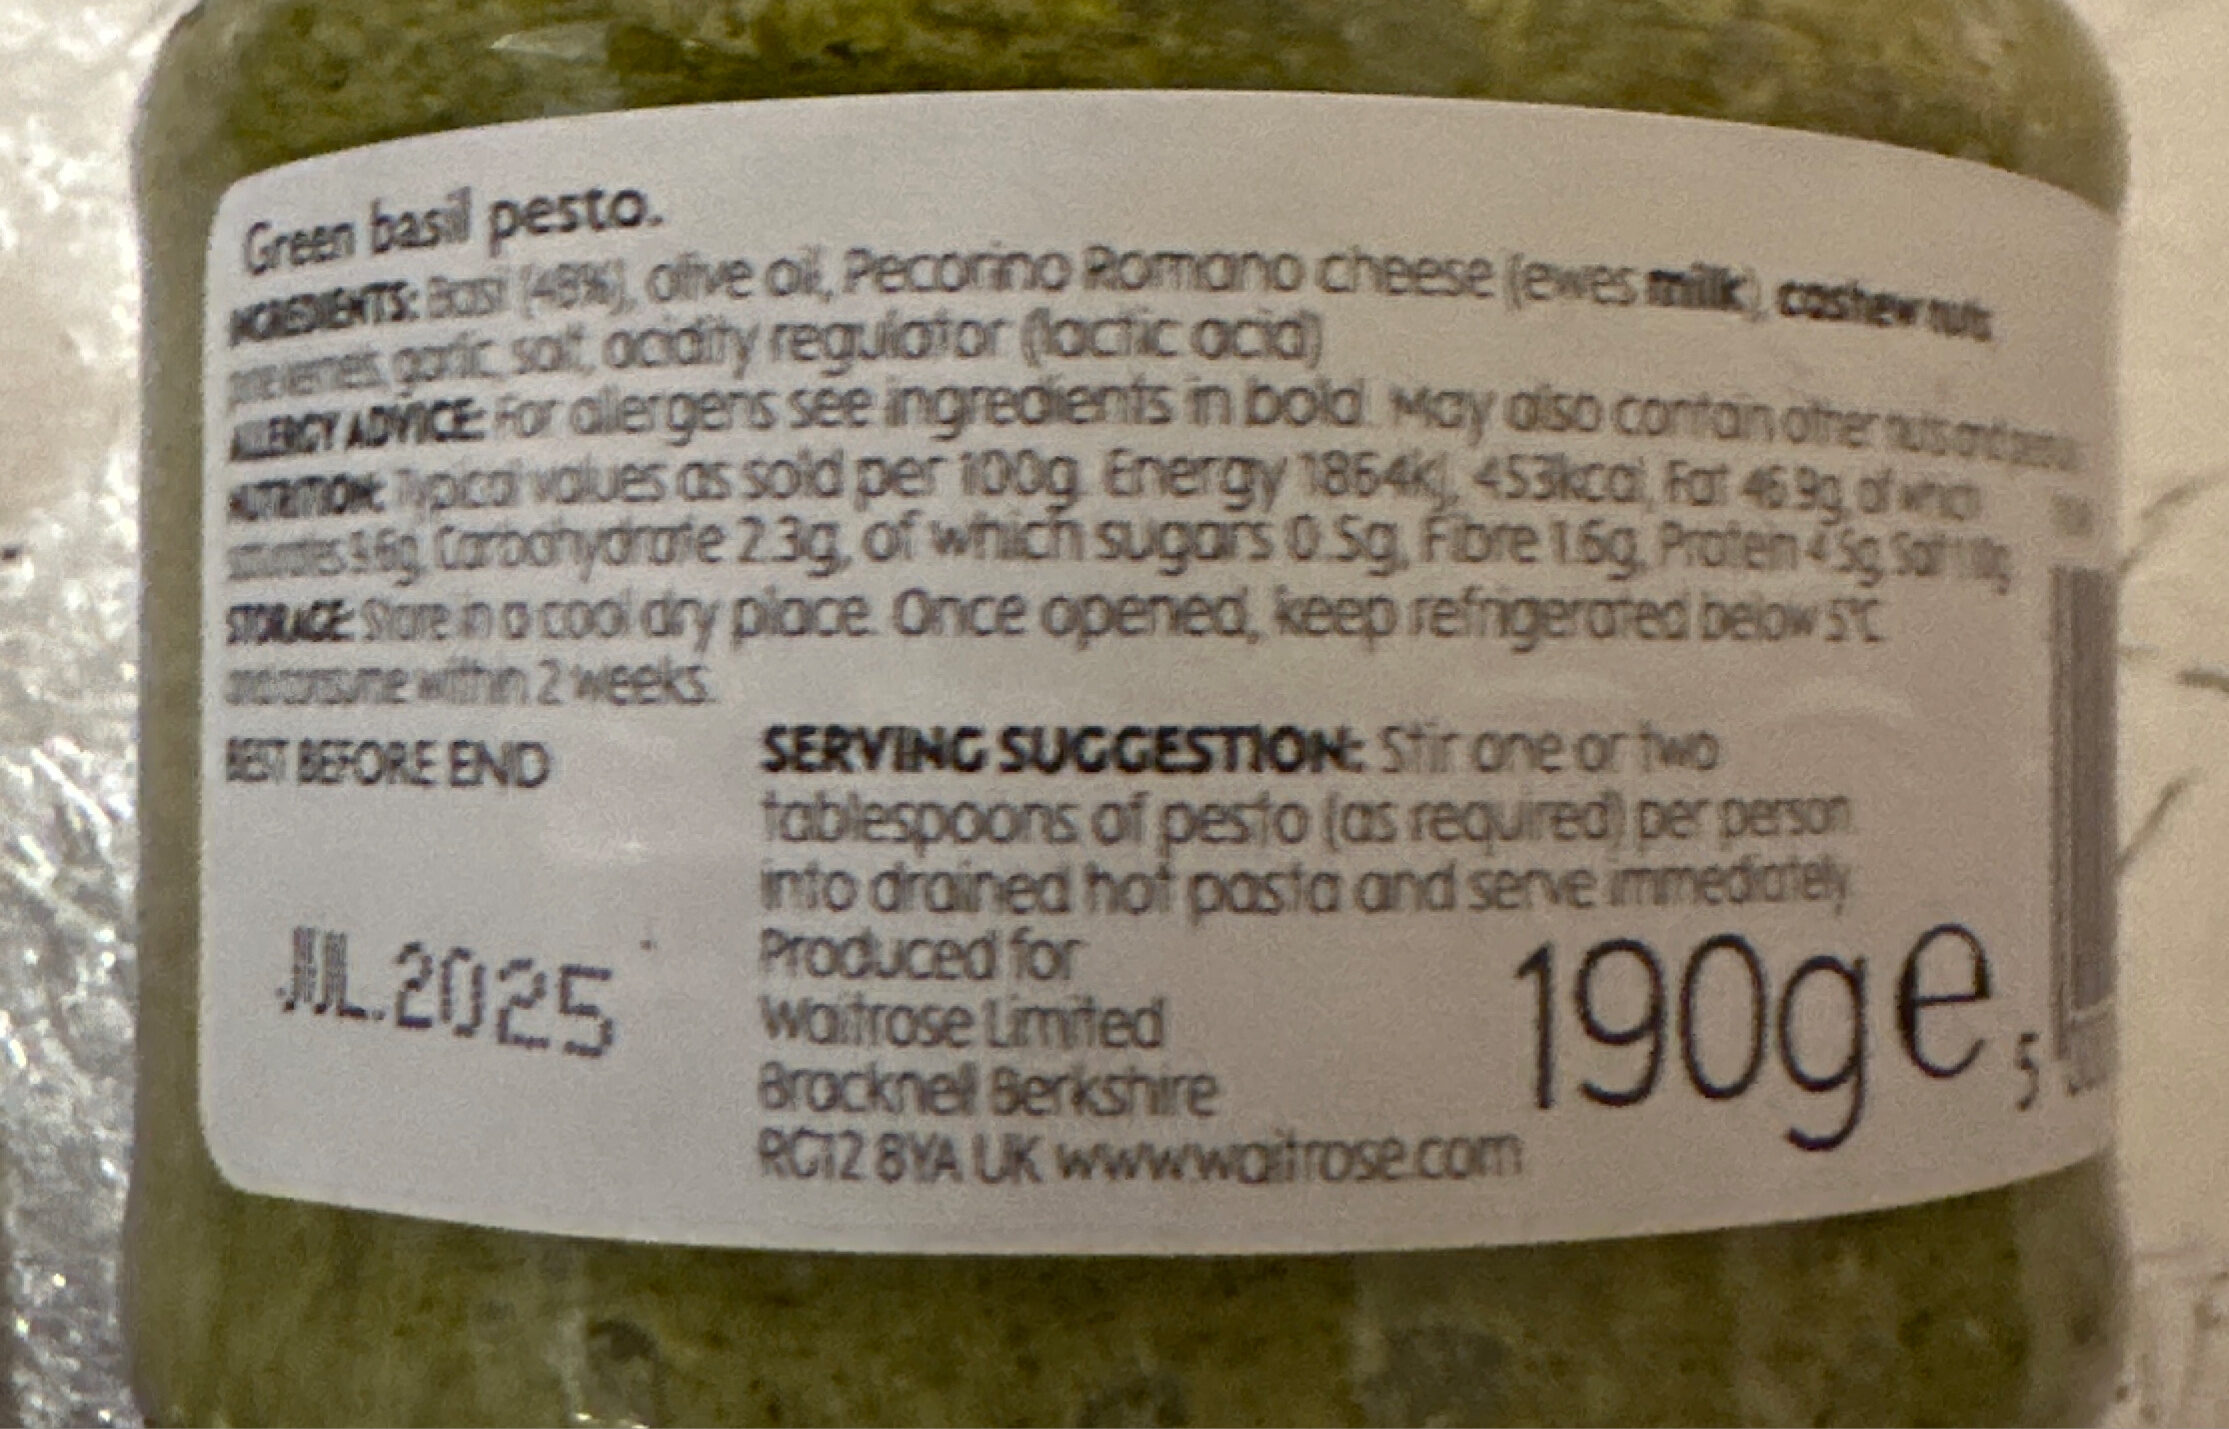 Green basil pesto.
INGREDIENTS: Basil (48%), olive oil, Pecorino Romano cheese (ewes milk), cashew nuts,
pine kernels, garlic, salt, acidity regulator (lactic acid)
ALLERGY ADVICE: For allergens see ingredients in bold. May also contain other nuts and
NUTRITION: Typical values as sold per 100g. Energy 1864kJ, 453kcal, Fat 46.9g, of which
saturates Carbohydrate 2.3g, of which sugars 0.5g, Fibre 1.6g, Protein 4.5g, Salt
STORAGE: Store in a cool dry place. Once opened, keep refrigerated below 5°C
and consume within 2 weeks.
BEST BEFORE END
JUL.2025
SERVING SUGGESTION: Stir one or two
tablespoons of pesto (as required) per person
into drained hot pasta and serve immediately
Produced for
Waitrose Limited
Bracknell Berkshire
RG12 8YA UK www.waitrose.com
190g e
5